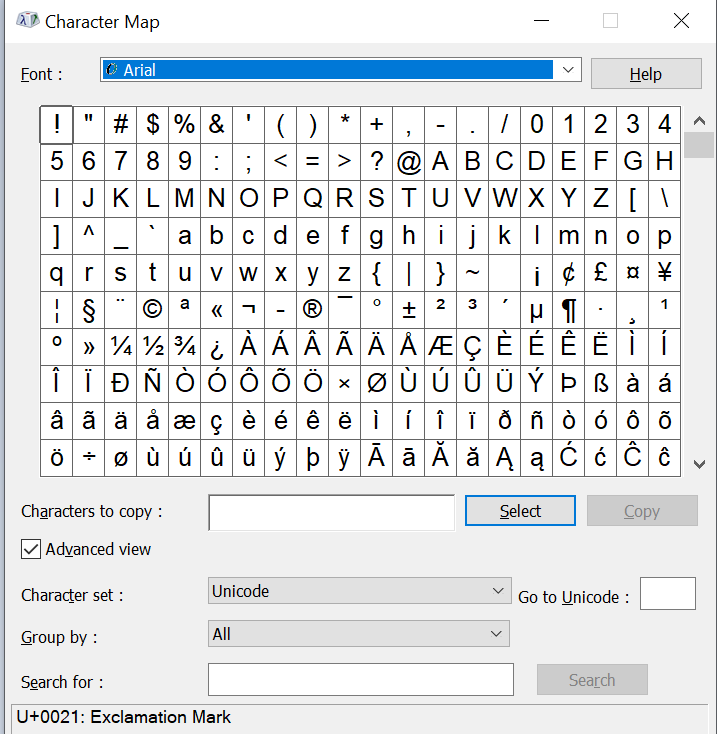 Character Map
Font : Arial Help
! " # $ % & ' ( ) * + , - . / 0 1 2 3 4
5 6 7 8 9 : ; < = > ? @ A B C D E F G H
I J K L M N O P Q R S T U V W X Y Z [ \
] ^ _ ` a b c d e f g h i j k l m n o p
q r s t u v w x y z { | } ~ ¡ ¢ £ ¤ ¥
¦ § ¨ © ª « ¬ - ® ¯ ° ± ² ³ ´ µ ¶ · ¸ ¹
º » ¼ ½ ¾ ¿ À Á Â Ã Ä Å Æ Ç È É Ê Ë Ì Í
Î Ï Ð Ñ Ò Ó Ô Õ Ö × Ø Ù Ú Û Ü Ý Þ ß à á
â ã ä å æ ç è é ê ë ì í î ï ð ñ ò ó ô õ
ö ÷ ø ù ú û ü ý þ ÿ Ā ā Ă ă Ą ą Ć ć Ĉ ĉ
Characters to copy : Select Copy
Advanced view
Character set : Unicode Go to Unicode :
Group by : All
Search for : Search
U+0021: Exclamation Mark